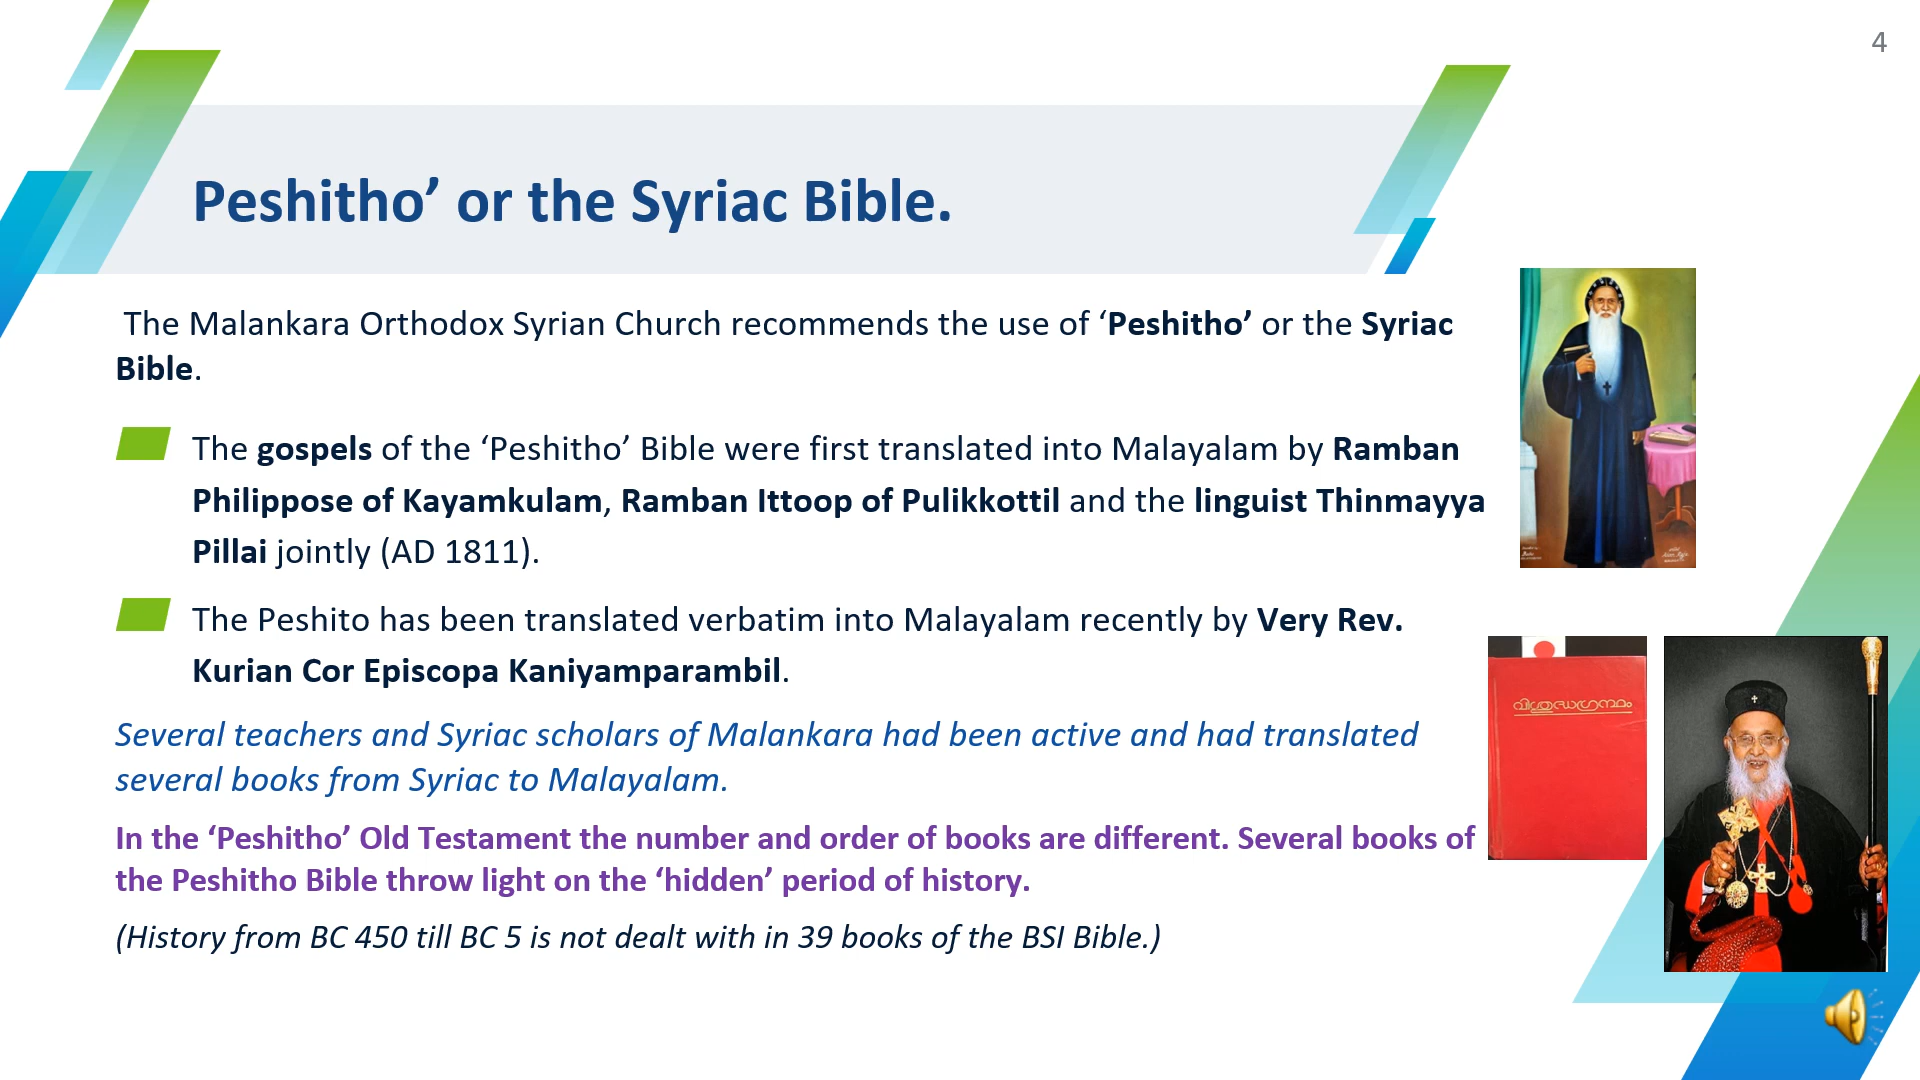 4
Peshitho’ or the Syriac Bible.
The Malankara Orthodox Syrian Church recommends the use of ‘Peshitho’ or the Syriac
Bible.
The gospels of the ‘Peshitho’ Bible were first translated into Malayalam by Ramban
Philippose of Kayamkulam, Ramban Ittoop of Pulikkottil and the linguist Thinmayya
Pillai jointly (AD 1811).
The Peshito has been translated verbatim into Malayalam recently by Very Rev.
Kurian Cor Episcopa Kaniyamparambil.
വിശുദ്ധഗ്രന്ഥം
Several teachers and Syriac scholars of Malankara had been active and had translated
several books from Syriac to Malayalam.
In the ‘Peshitho’ Old Testament the number and order of books are different. Several books of
the Peshitho Bible throw light on the ‘hidden’ period of history.
(History from BC 450 till BC 5 is not dealt with in 39 books of the BSI Bible.)